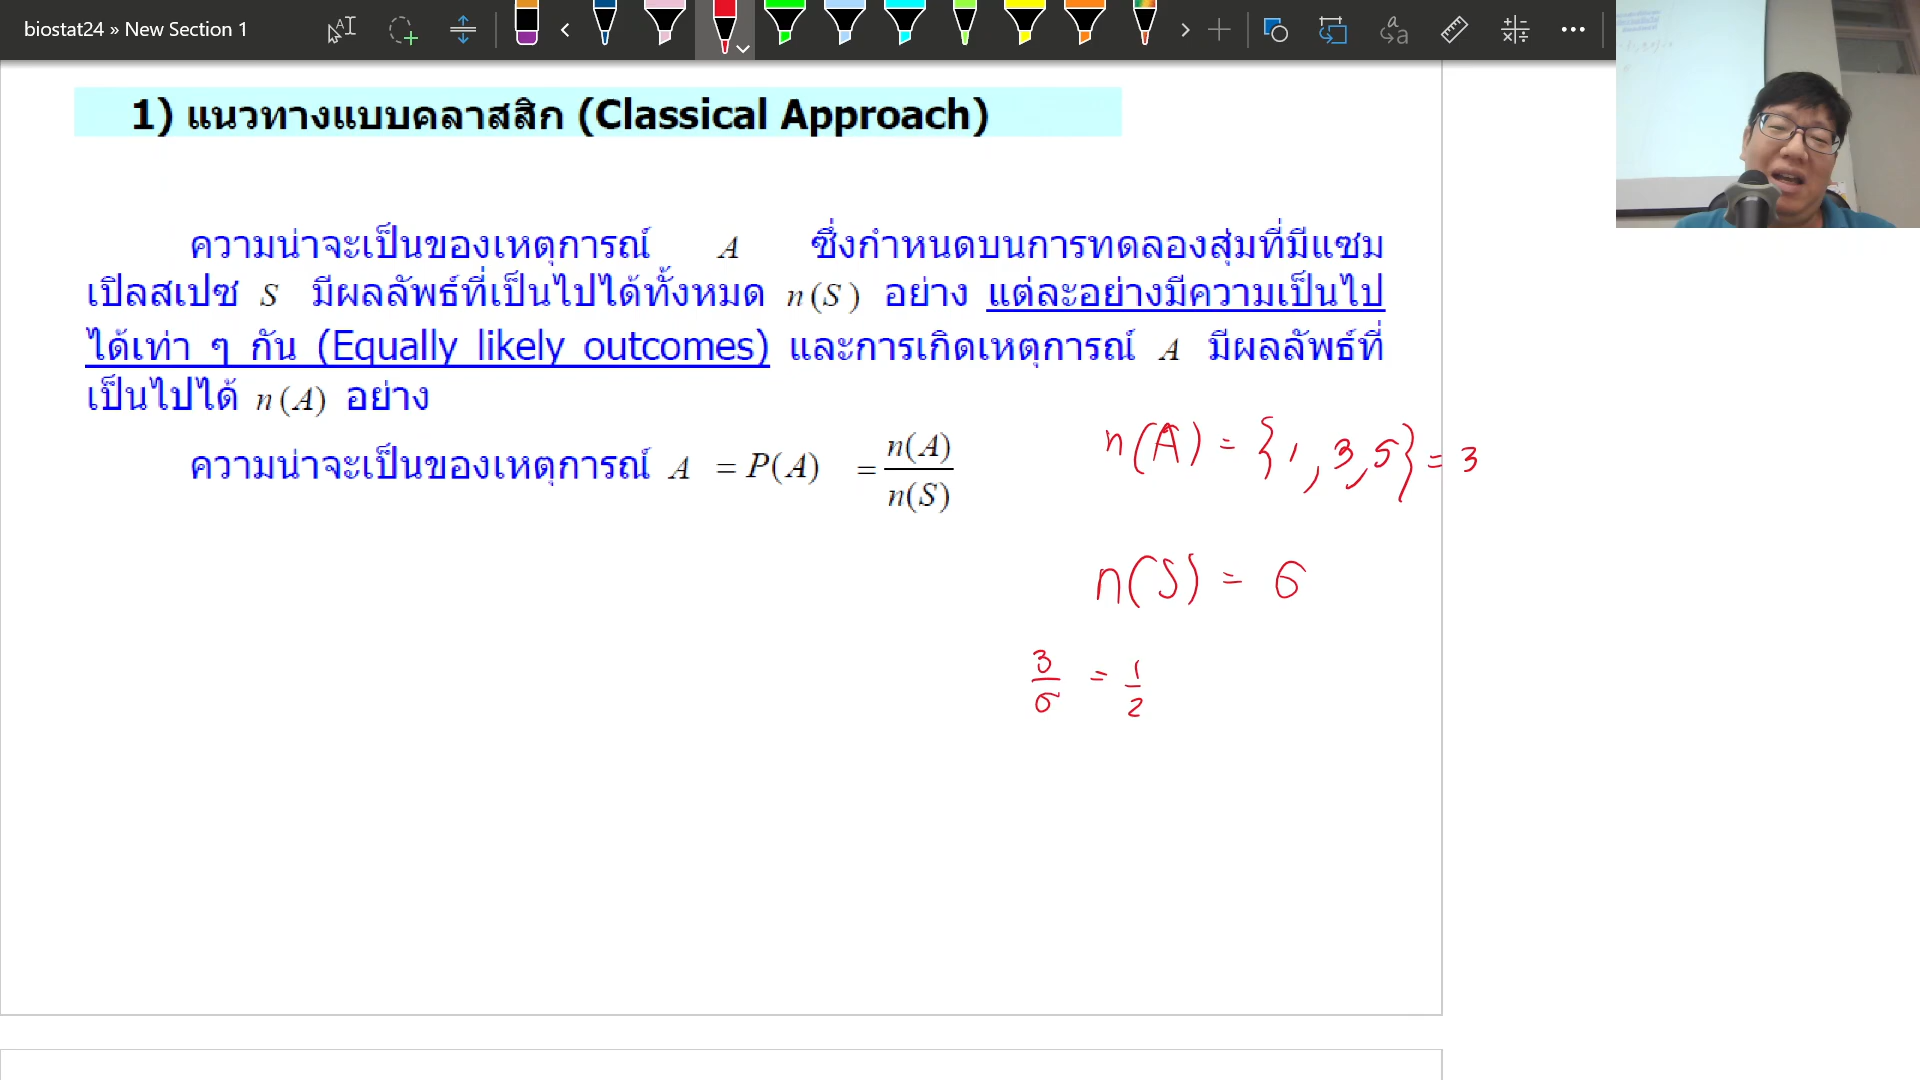 biostat24 » New Section 1
1) แนวทางแบบคลาสสิก (Classical Approach)
ความน่าจะเป็นของเหตุการณ์ A ซึ่งกำหนดบนการทดลองสุ่มที่มีแซม
เปิลสเปซ S มีผลลัพธ์ที่เป็นไปได้ทั้งหมด n(S) อย่าง แต่ละอย่างมีความเป็นไป
ได้เท่า ๆ กัน (Equally likely outcomes) และการเกิดเหตุการณ์ A มีผลลัพธ์ที่
เป็นไปได้ n(A) อย่าง
ความน่าจะเป็นของเหตุการณ์ A = P(A) = n(A)/n(S)
n(A) = {1, 3, 5} = 3
n(S) = 6
3/6 = 1/2